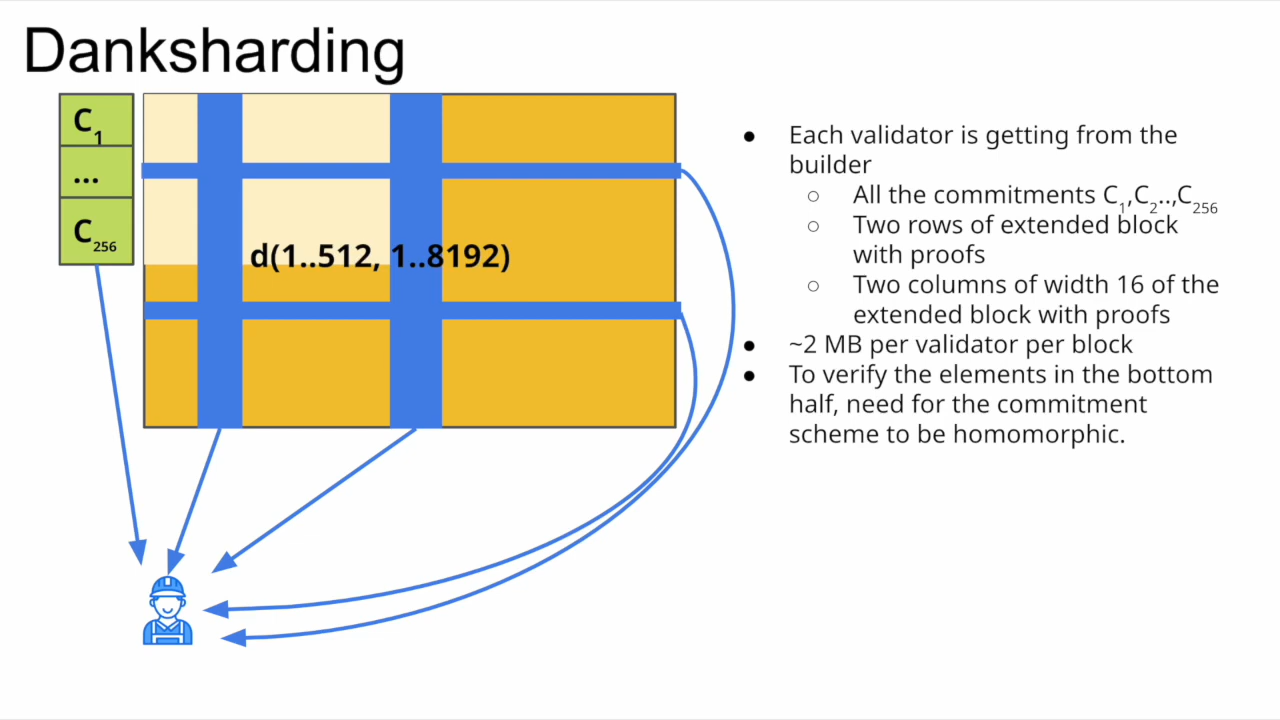 Danksharding
C1
...
C256
d(1..512, 1..8192)
● Each validator is getting from the
builder
○ All the commitments C1,C2..,C256
○ Two rows of extended block
with proofs
○ Two columns of width 16 of the
extended block with proofs
● ~2 MB per validator per block
● To verify the elements in the bottom
half, need for the commitment
scheme to be homomorphic.